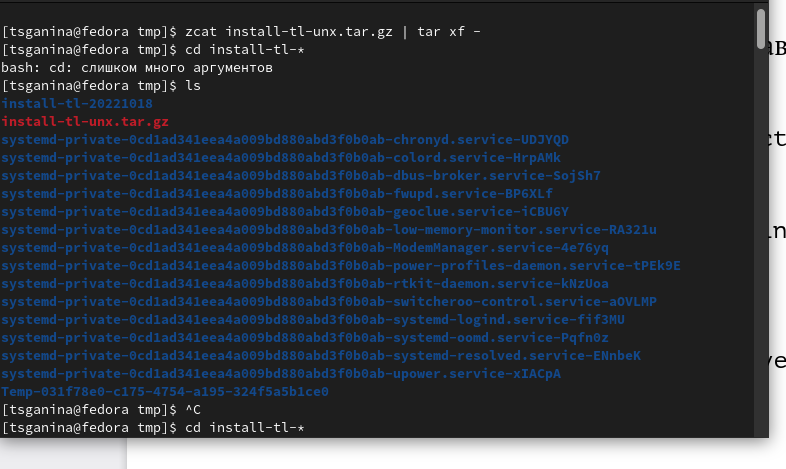 [tsganina@fedora tmp]$ zcat install-tl-unx.tar.gz | tar xf -
[tsganina@fedora tmp]$ cd install-tl-*
bash: cd: слишком много аргументов
[tsganina@fedora tmp]$ ls
install-tl-20221018
install-tl-unx.tar.gz
systemd-private-0cd1ad341eea4a009bd880abd3f0b0ab-chronyd.service-UDJYQD
systemd-private-0cd1ad341eea4a009bd880abd3f0b0ab-colord.service-HrpAMk
systemd-private-0cd1ad341eea4a009bd880abd3f0b0ab-dbus-broker.service-SojSh7
systemd-private-0cd1ad341eea4a009bd880abd3f0b0ab-fwupd.service-BP6XLf
systemd-private-0cd1ad341eea4a009bd880abd3f0b0ab-geoclue.service-iCBU6Y
systemd-private-0cd1ad341eea4a009bd880abd3f0b0ab-low-memory-monitor.service-RA321u
systemd-private-0cd1ad341eea4a009bd880abd3f0b0ab-ModemManager.service-4e76yq
systemd-private-0cd1ad341eea4a009bd880abd3f0b0ab-power-profiles-daemon.service-tPEk9E
systemd-private-0cd1ad341eea4a009bd880abd3f0b0ab-rtkit-daemon.service-kNzUoa
systemd-private-0cd1ad341eea4a009bd880abd3f0b0ab-switcheroo-control.service-aOVLMP
systemd-private-0cd1ad341eea4a009bd880abd3f0b0ab-systemd-logind.service-fif3MU
systemd-private-0cd1ad341eea4a009bd880abd3f0b0ab-systemd-oomd.service-Pqfn0z
systemd-private-0cd1ad341eea4a009bd880abd3f0b0ab-systemd-resolved.service-ENnbeK
systemd-private-0cd1ad341eea4a009bd880abd3f0b0ab-upower.service-xIACpA
Temp-031f78e0-c175-4754-a195-324f5a5b1ce0
[tsganina@fedora tmp]$ ^C
[tsganina@fedora tmp]$ cd install-tl-*